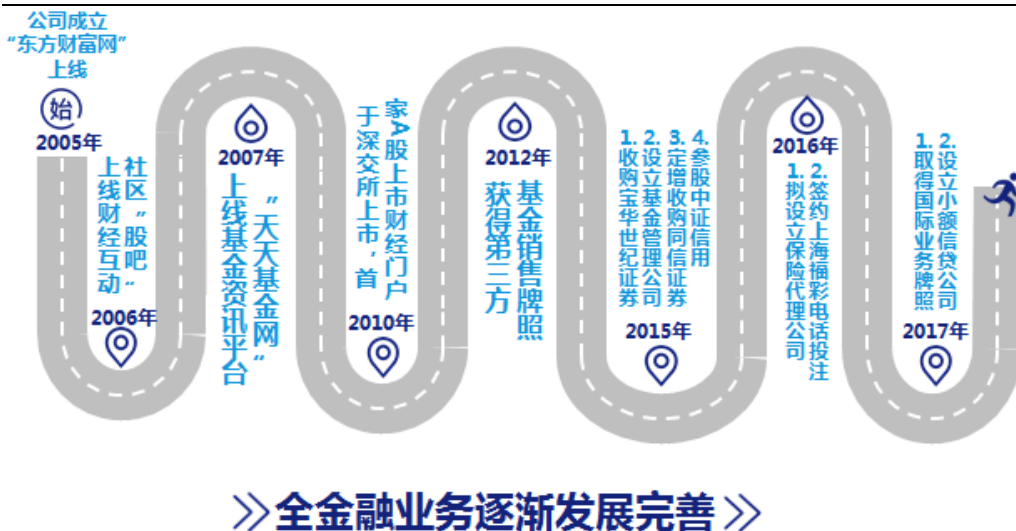 公司成立
“东方财富网”
上线
始
2005年
上线财经互动
社区“股吧”
2006年
2007年
上线基金资讯平台
“天天基金网”
于深交所上市，首
家A股上市财经门户
2010年
2012年
获得第三方
基金销售牌照
1.收购宝华世纪证券
2.设立基金管理公司
3.定增收购同信证券
4.参股中证信用
2015年
2016年
1.拟设立保险代理公司
2.签约上海福彩电话投注
1.取得国际业务牌照
2.设立小额信贷公司
2017年
全金融业务逐渐发展完善